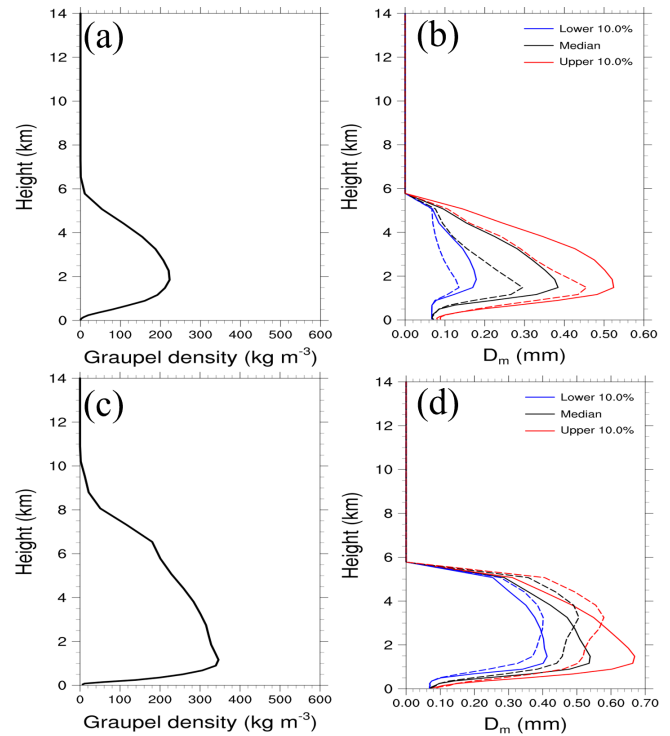 (a)
14
12
10
8
6
4
2
0
Height (km)
0 100 200 300 400 500 600
Graupel density (kg m⁻³)
(b)
Lower 10.0%
Median
Upper 10.0%
14
12
10
8
6
4
2
0
Height (km)
0.00 0.10 0.20 0.30 0.40 0.50 0.60
Dₘ (mm)
(c)
14
12
10
8
6
4
2
0
Height (km)
0 100 200 300 400 500 600
Graupel density (kg m⁻³)
(d)
Lower 10.0%
Median
Upper 10.0%
14
12
10
8
6
4
2
0
Height (km)
0.00 0.10 0.20 0.30 0.40 0.50 0.60 0.70
Dₘ (mm)